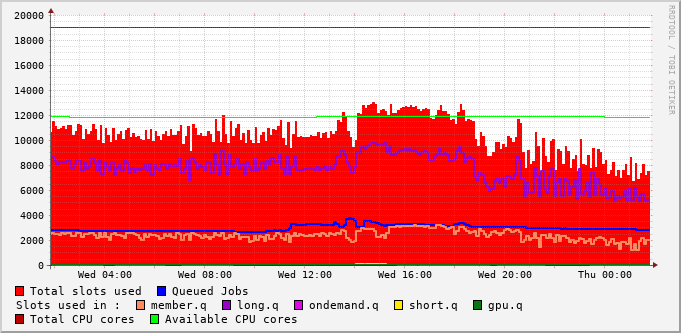 20000
18000
16000
14000
12000
10000
8000
6000
4000
2000
0
Wed 04:00 Wed 08:00 Wed 12:00 Wed 16:00 Wed 20:00 Thu 00:00
RRDTOOL / TOBI OETIKER
Total slots used Queued Jobs
Slots used in : member.q long.q ondemand.q short.q gpu.q
Total CPU cores Available CPU cores